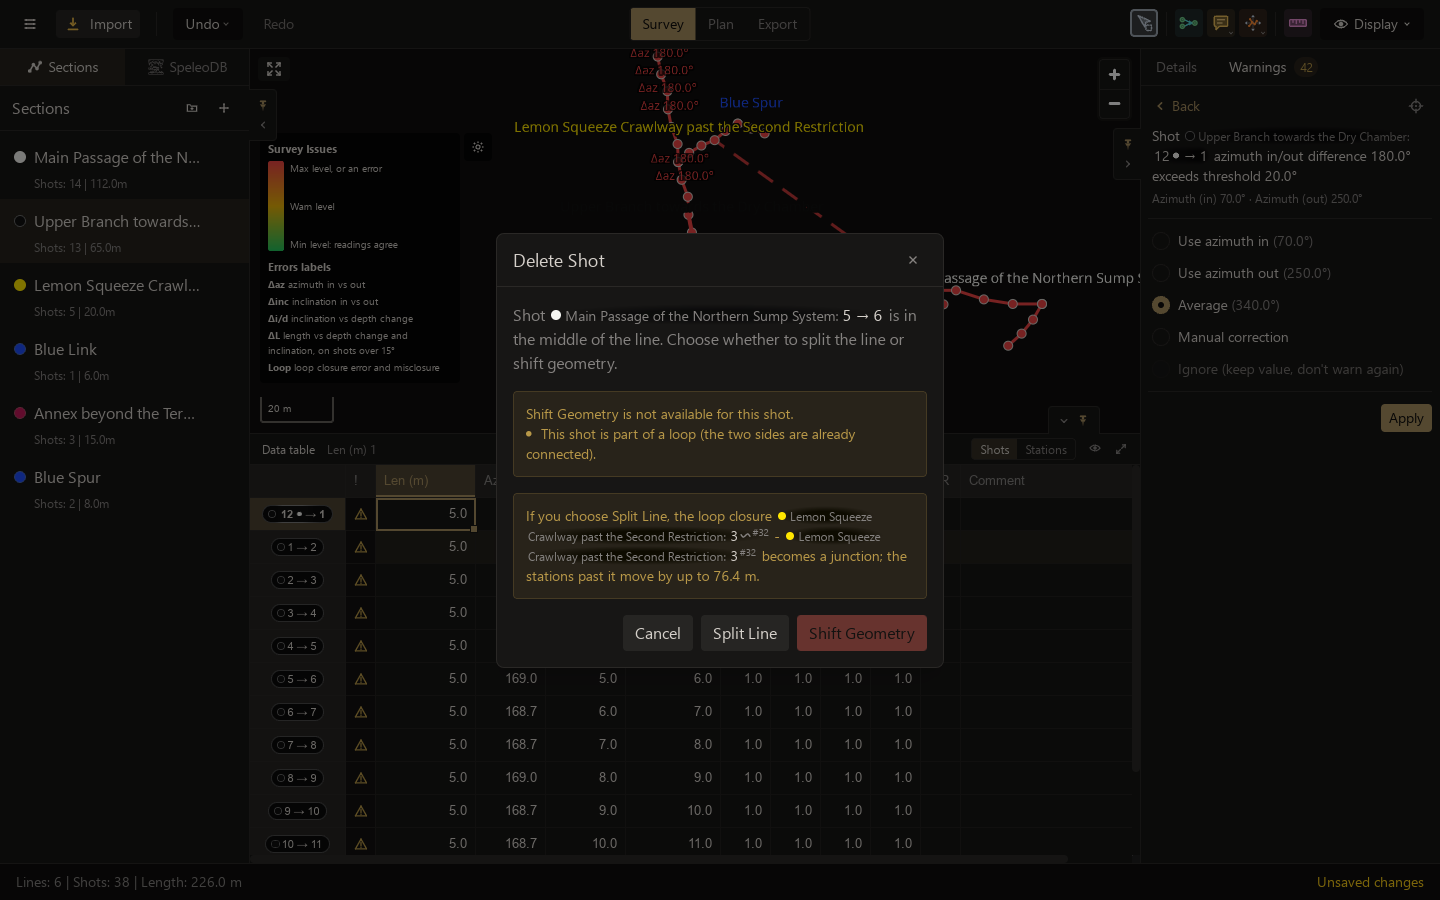 Import
Undo
Redo
Survey
Plan
Export
Display
Sections
SpeleoDB
Sections
Main Passage of the N...
Shots: 14 | 112.0m
Upper Branch towards...
Shots: 13 | 65.0m
Lemon Squeeze Crawl...
Shots: 5 | 20.0m
Blue Link
Shots: 1 | 6.0m
Annex beyond the Ter...
Shots: 3 | 15.0m
Blue Spur
Shots: 2 | 8.0m
Δaz 180.0°
Δaz 180.0°
Δaz 180.0°
Δaz 180.0°
Blue Spur
Lemon Squeeze Crawlway past the Second Restriction
Δaz 180.0°
Δaz 180.0°
assage of the Northern Sump S
Survey Issues
Max level, or an error
Warn level
Min level: readings agree
Errors labels
Δaz azimuth in vs out
Δinc inclination in vs out
Δi/d inclination vs depth change
ΔL length vs depth change and
inclination, on shots over 15°
Loop loop closure error and misclosure
20 m
Details
Warnings 42
Back
Shot Upper Branch towards the Dry Chamber:
12 → 1 azimuth in/out difference 180.0°
exceeds threshold 20.0°
Azimuth (in) 70.0° · Azimuth (out) 250.0°
Use azimuth in (70.0°)
Use azimuth out (250.0°)
Average (340.0°)
Manual correction
Ignore (keep value, don't warn again)
Apply
Delete Shot
×
Shot Main Passage of the Northern Sump System: 5 → 6 is in
the middle of the line. Choose whether to split the line or
shift geometry.
Shift Geometry is not available for this shot.
• This shot is part of a loop (the two sides are already
connected).
If you choose Split Line, the loop closure Lemon Squeeze
Crawlway past the Second Restriction: 3 #32 - Lemon Squeeze
Crawlway past the Second Restriction: 3 #32 becomes a junction; the
stations past it move by up to 76.4 m.
Cancel
Split Line
Shift Geometry
Data table
Len (m) 1
Shots
Stations
! Len (m) Az R Comment
12 → 1 5.0
1 → 2 5.0
2 → 3 5.0
3 → 4 5.0
4 → 5 5.0
5 → 6 5.0 169.0 5.0 6.0 1.0 1.0 1.0 1.0
6 → 7 5.0 168.7 6.0 7.0 1.0 1.0 1.0 1.0
7 → 8 5.0 168.7 7.0 8.0 1.0 1.0 1.0 1.0
8 → 9 5.0 169.0 8.0 9.0 1.0 1.0 1.0 1.0
9 → 10 5.0 168.7 9.0 10.0 1.0 1.0 1.0 1.0
10 → 11 5.0 168.7 10.0 11.0 1.0 1.0 1.0 1.0
Lines: 6 | Shots: 38 | Length: 226.0 m
Unsaved changes